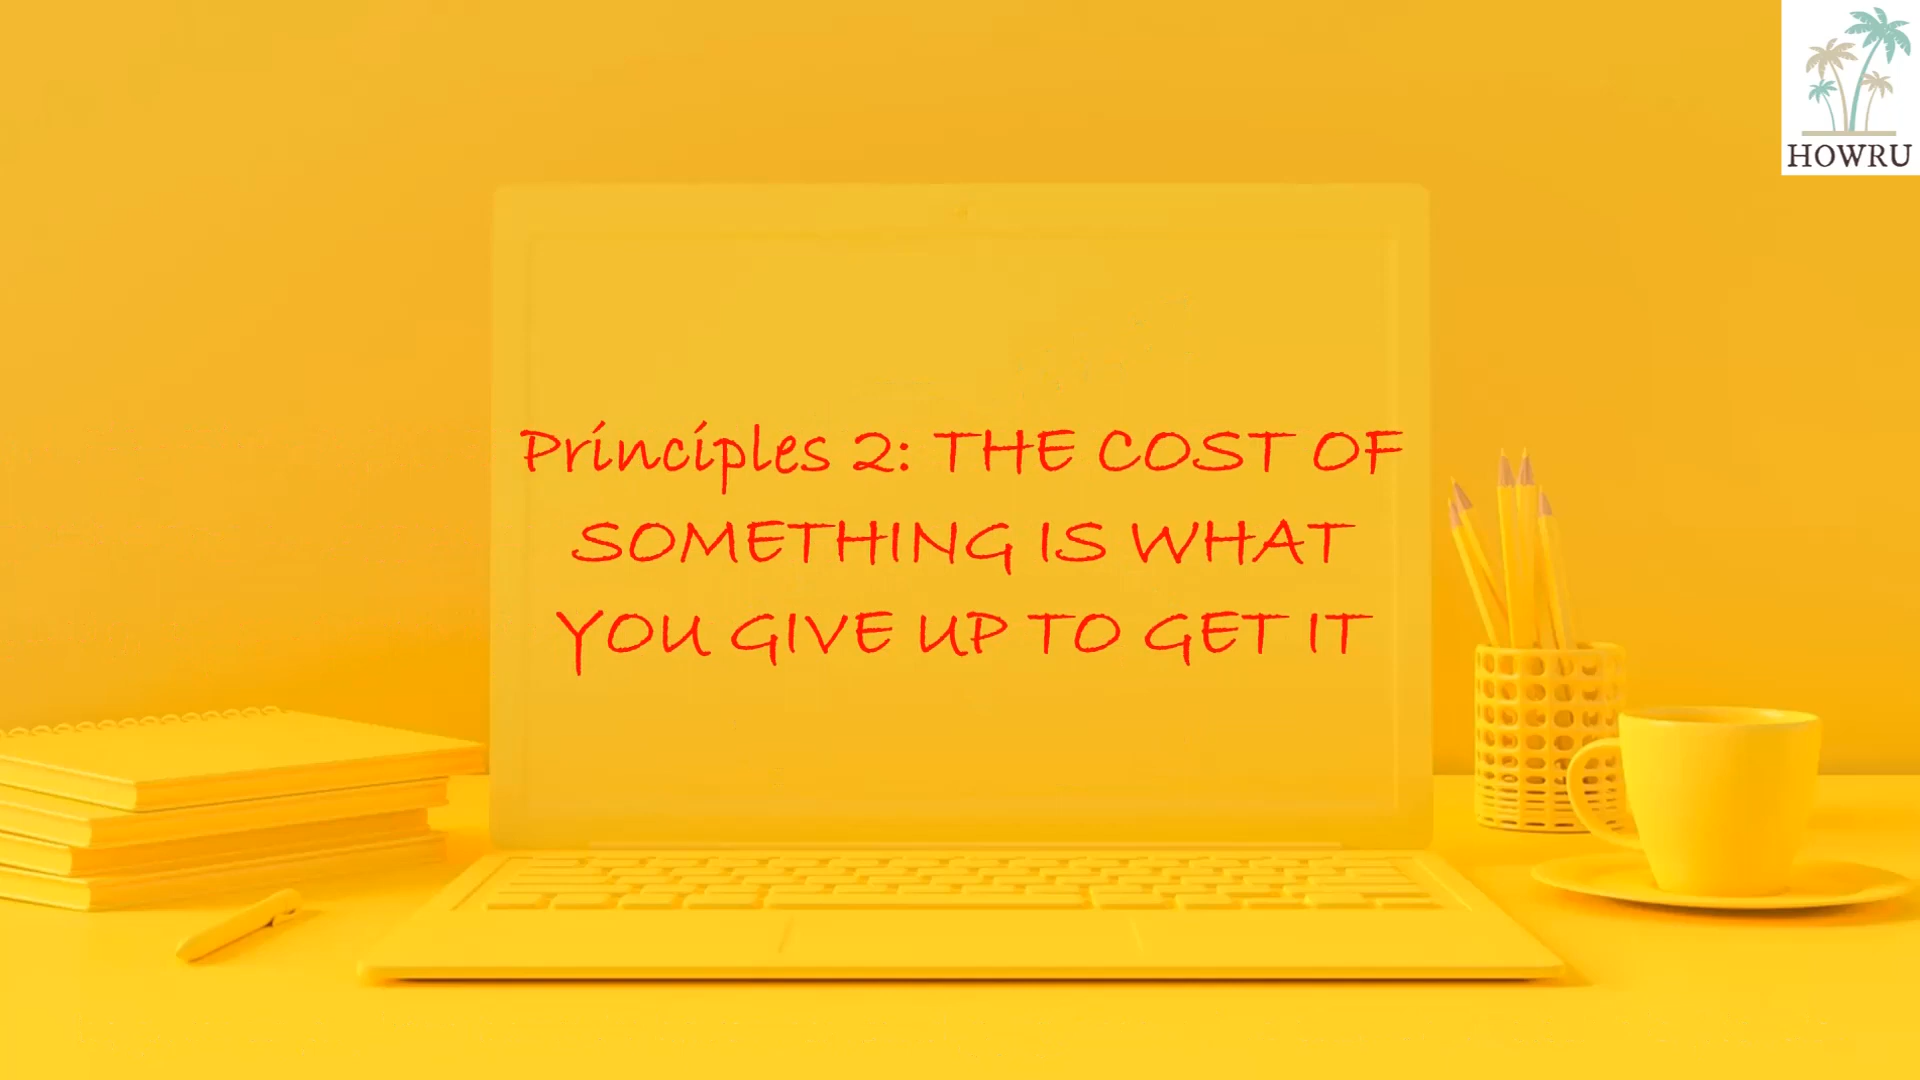 HOWRU
Principles 2: THE COST OF
SOMETHING IS WHAT
YOU GIVE UP TO GET IT